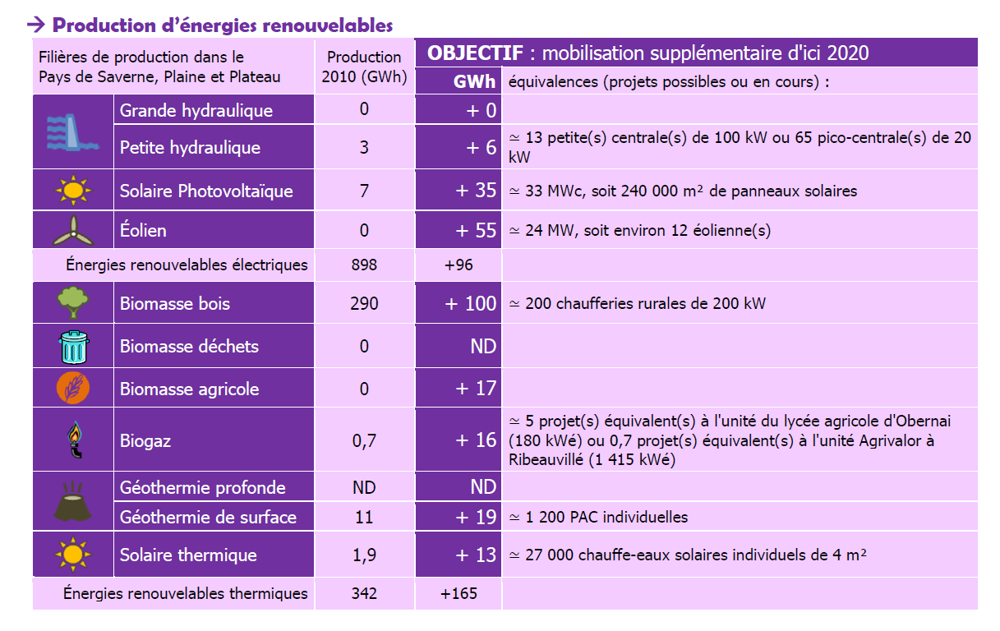 → Production d’énergies renouvelables
Filières de production dans le
Pays de Saverne, Plaine et Plateau
Production
2010 (GWh)
OBJECTIF : mobilisation supplémentaire d'ici 2020
GWh
équivalences (projets possibles ou en cours) :
Grande hydraulique
0
+ 0
Petite hydraulique
3
+ 6
≃ 13 petite(s) centrale(s) de 100 kW ou 65 pico-centrale(s) de 20
kW
Solaire Photovoltaïque
7
+ 35
≃ 33 MWc, soit 240 000 m² de panneaux solaires
Éolien
0
+ 55
≃ 24 MW, soit environ 12 éolienne(s)
Énergies renouvelables électriques
898
+96
Biomasse bois
290
+ 100
≃ 200 chaufferies rurales de 200 kW
Biomasse déchets
0
ND
Biomasse agricole
0
+ 17
Biogaz
0,7
+ 16
≃ 5 projet(s) équivalent(s) à l'unité du lycée agricole d'Obernai
(180 kWé) ou 0,7 projet(s) équivalent(s) à l'unité Agrivalor à
Ribeauvillé (1 415 kWé)
Géothermie profonde
ND
ND
Géothermie de surface
11
+ 19
≃ 1 200 PAC individuelles
Solaire thermique
1,9
+ 13
≃ 27 000 chauffe-eaux solaires individuels de 4 m²
Énergies renouvelables thermiques
342
+165